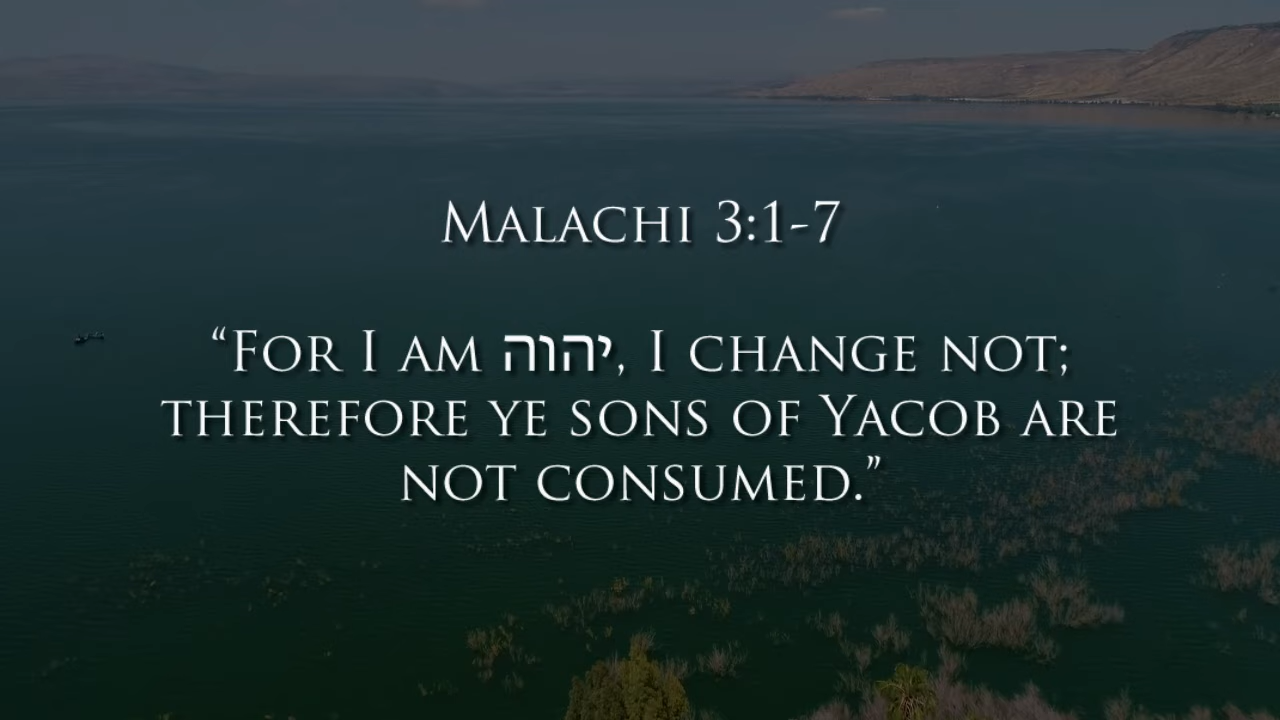 Malachi 3:1-7
“For I am יהוה, I change not;
therefore ye sons of Yacob are
not consumed.”